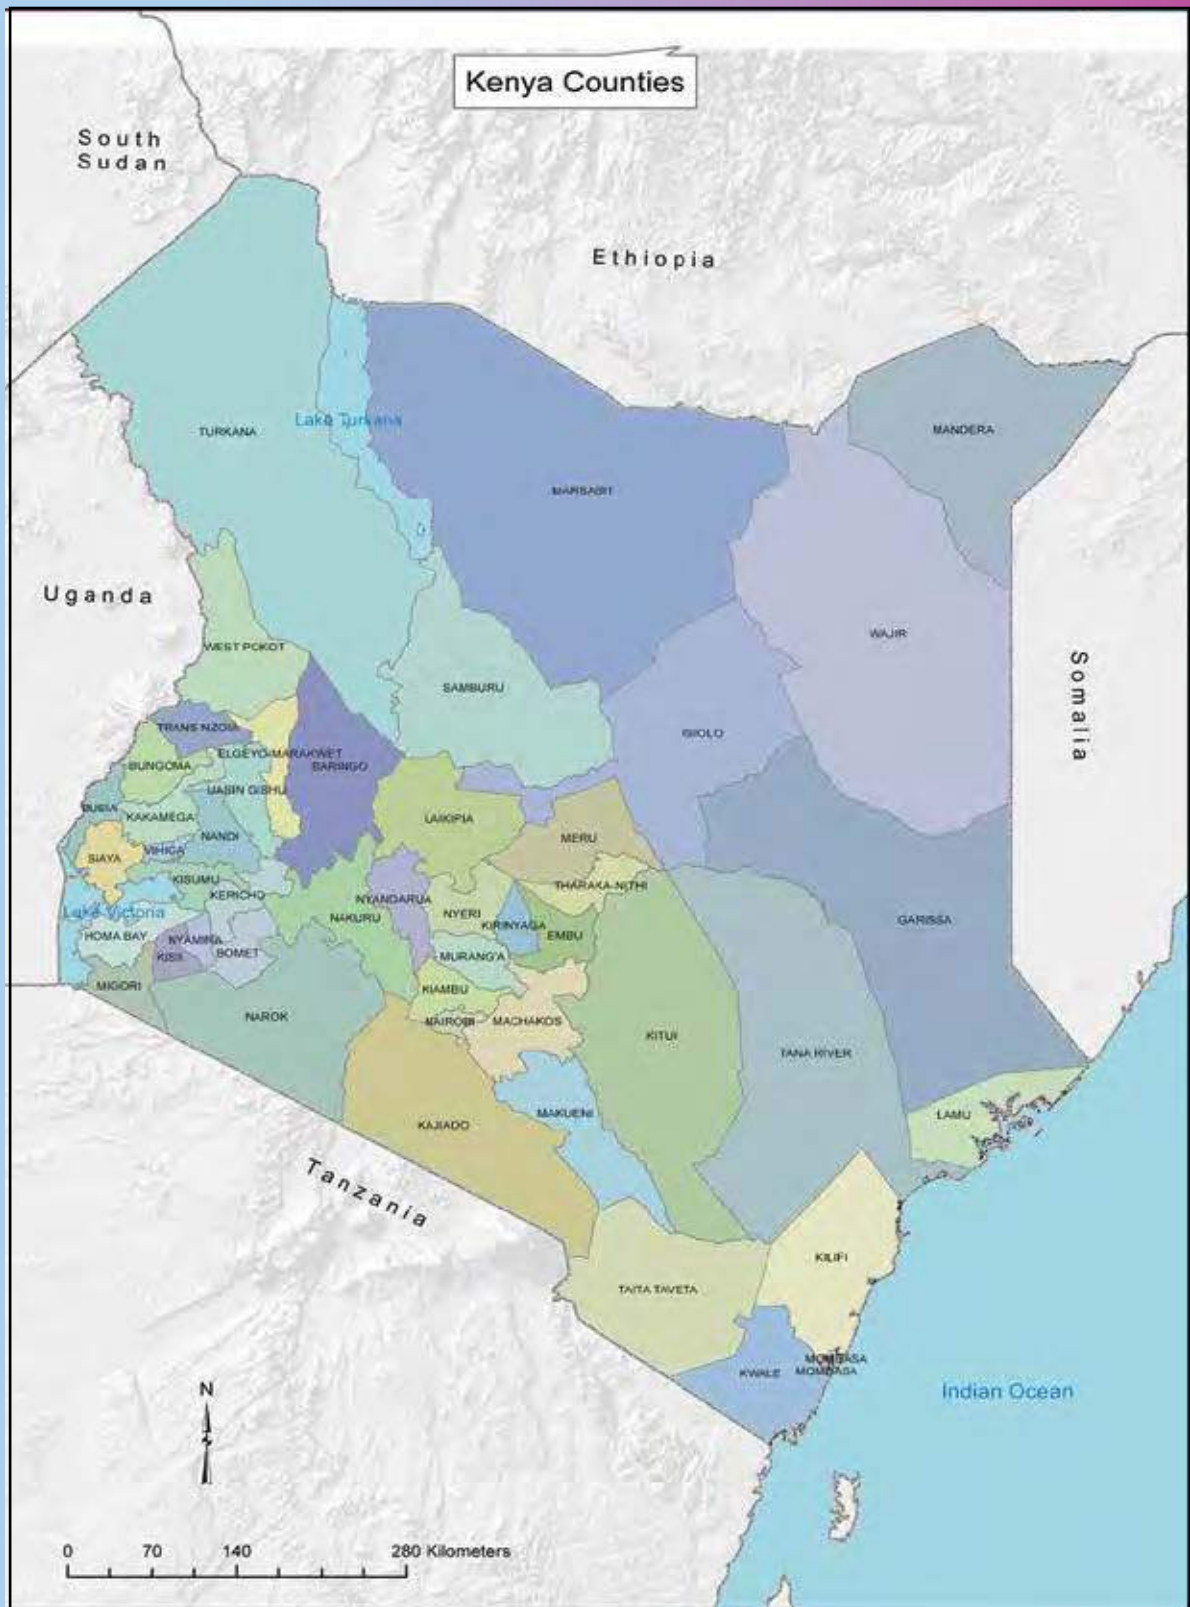 Kenya Counties
South
Sudan
Ethiopia
Lake Turkana
TURKANA
MANDERA
MARSABIT
Uganda
WAJIR
WEST POKOT
Somalia
SAMBURU
TRANS NZOIA
ISIOLO
ELGEYO-MARAKWET
BUNGOMA
BARINGO
UASIN GISHU
BUSIA
KAKAMEGA
LAIKIPIA
NANDI
MERU
VIHIGA
SIAYA
KISUMU
THARAKA-NITHI
KERICHO
NYANDARUA
Lake Victoria
NYERI
NAKURU
GARISSA
KIRINYAGA
HOMA BAY
NYAMIRA
EMBU
BOMET
KISII
MURANG'A
MIGORI
KIAMBU
NAROK
NAIROBI
MACHAKOS
KITUI
TANA RIVER
MAKUENI
LAMU
KAJIADO
Tanzania
KILIFI
TAITA TAVETA
MOMBASA
KWALE
MOMBASA
N
Indian Ocean
0 70 140 280 Kilometers